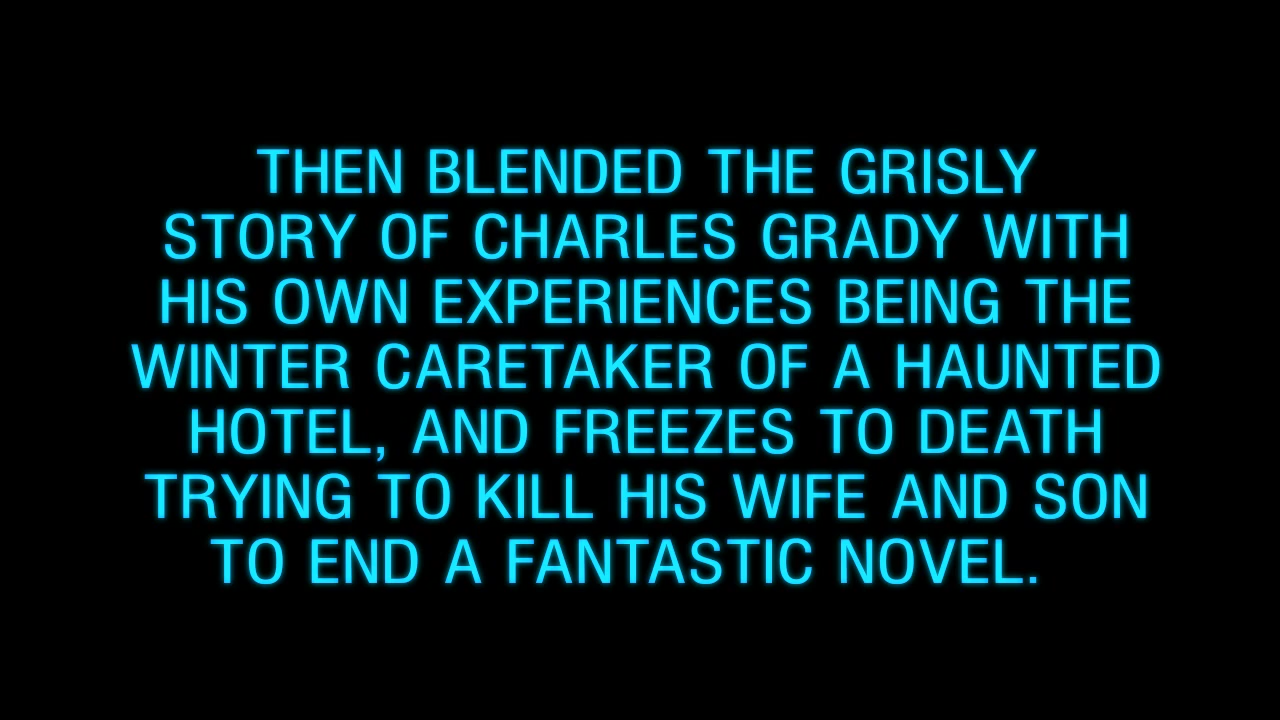 THEN BLENDED THE GRISLY
STORY OF CHARLES GRADY WITH
HIS OWN EXPERIENCES BEING THE
WINTER CARETAKER OF A HAUNTED
HOTEL, AND FREEZES TO DEATH
TRYING TO KILL HIS WIFE AND SON
TO END A FANTASTIC NOVEL.